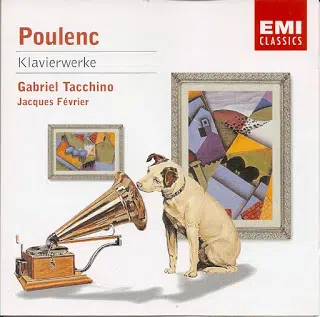 Poulenc
EMI
CLASSICS
Klavierwerke
Gabriel Tacchino
Jacques Février